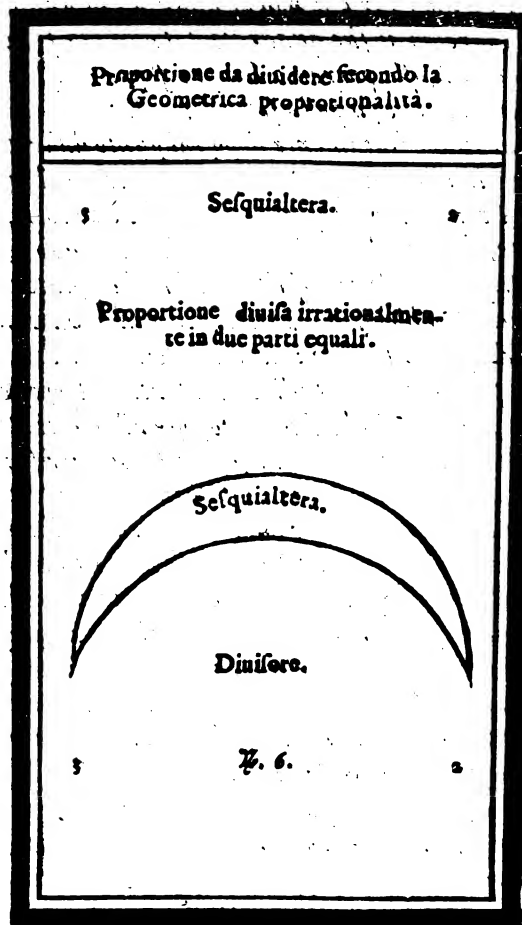 Proportione da diuidere ſecondo la
Geometrica proprotionalità.
3 Seſquialtera. 2
Proportione diuiſa irrationalmen-
te in due parti equali.
Seſquialtera.
Diuiſore.
3 ℞. 6. 2